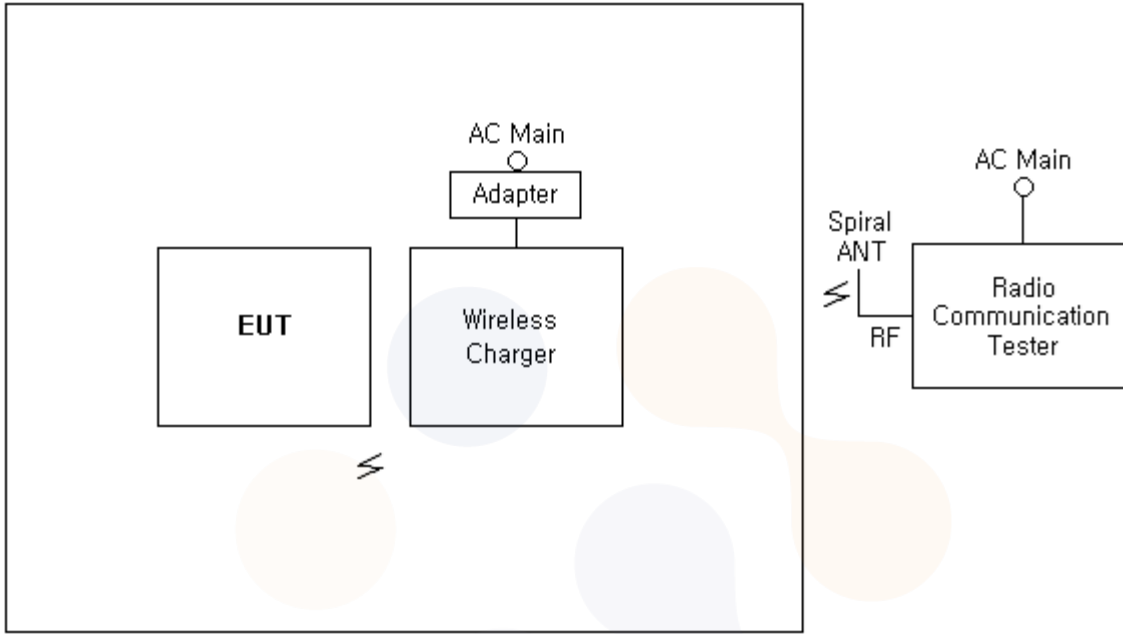 AC Main
Adapter
EUT
Wireless
Charger
AC Main
Spiral
ANT
RF
Radio
Communication
Tester